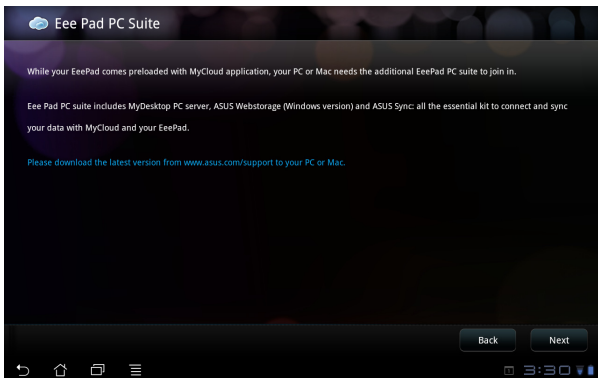 Eee Pad PC Suite
While your EeePad comes preloaded with MyCloud application, your PC or Mac needs the additional EeePad PC suite to join in.
Eee Pad PC suite includes MyDesktop PC server, ASUS Webstorage (Windows version) and ASUS Sync: all the essential kit to connect and sync
your data with MyCloud and your EeePad.
Please download the latest version from www.asus.com/support to your PC or Mac.
Back Next
3:30